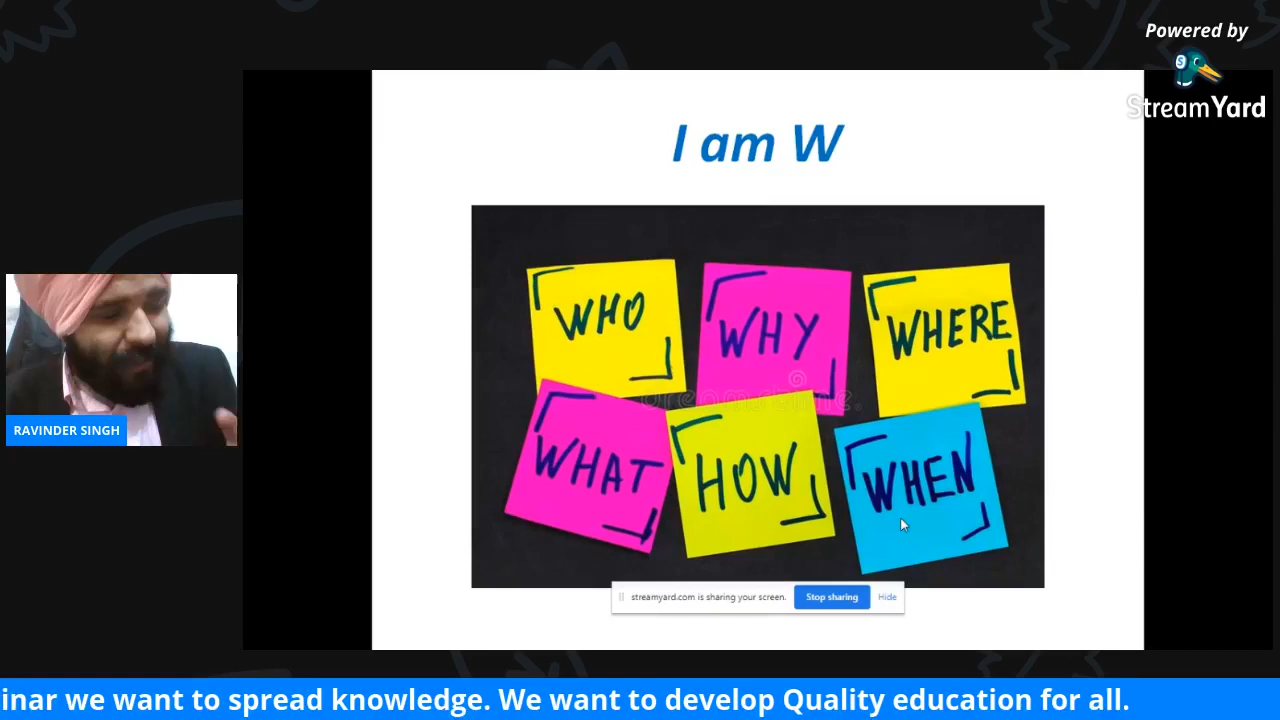 Powered by
StreamYard
I am W
WHO
WHY
WHERE
WHAT
HOW
WHEN
dreamstime.
RAVINDER SINGH
streamyard.com is sharing your screen.
Stop sharing
Hide
inar we want to spread knowledge. We want to develop Quality education for all.